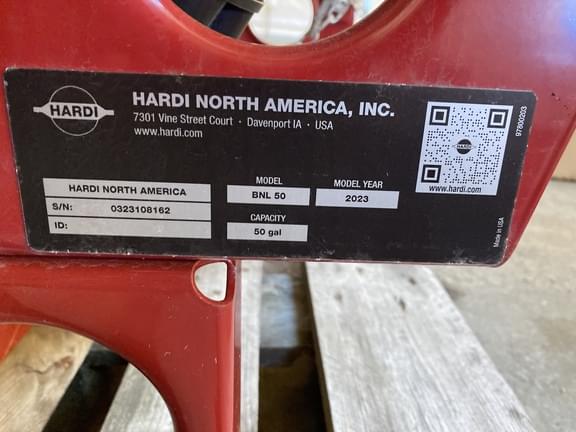 HARDI
HARDI NORTH AMERICA, INC.
7301 Vine Street Court · Davenport IA · USA
www.hardi.com
HARDI
www.hardi.com
97800203
HARDI NORTH AMERICA
S/N: 0323108162
ID:
MODEL
BNL 50
MODEL YEAR
2023
CAPACITY
50 gal
Made in USA